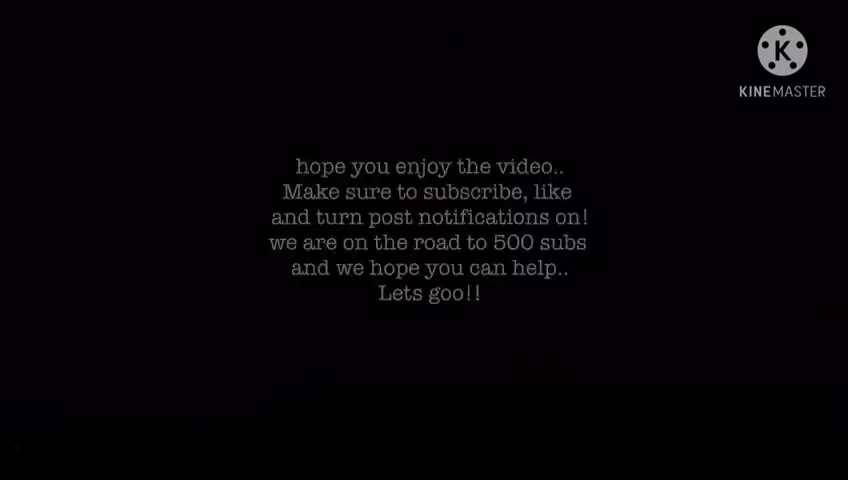 K
KINEMASTER
hope you enjoy the video..
Make sure to subscribe, like
and turn post notifications on!
we are on the road to 500 subs
and we hope you can help..
Lets goo!!